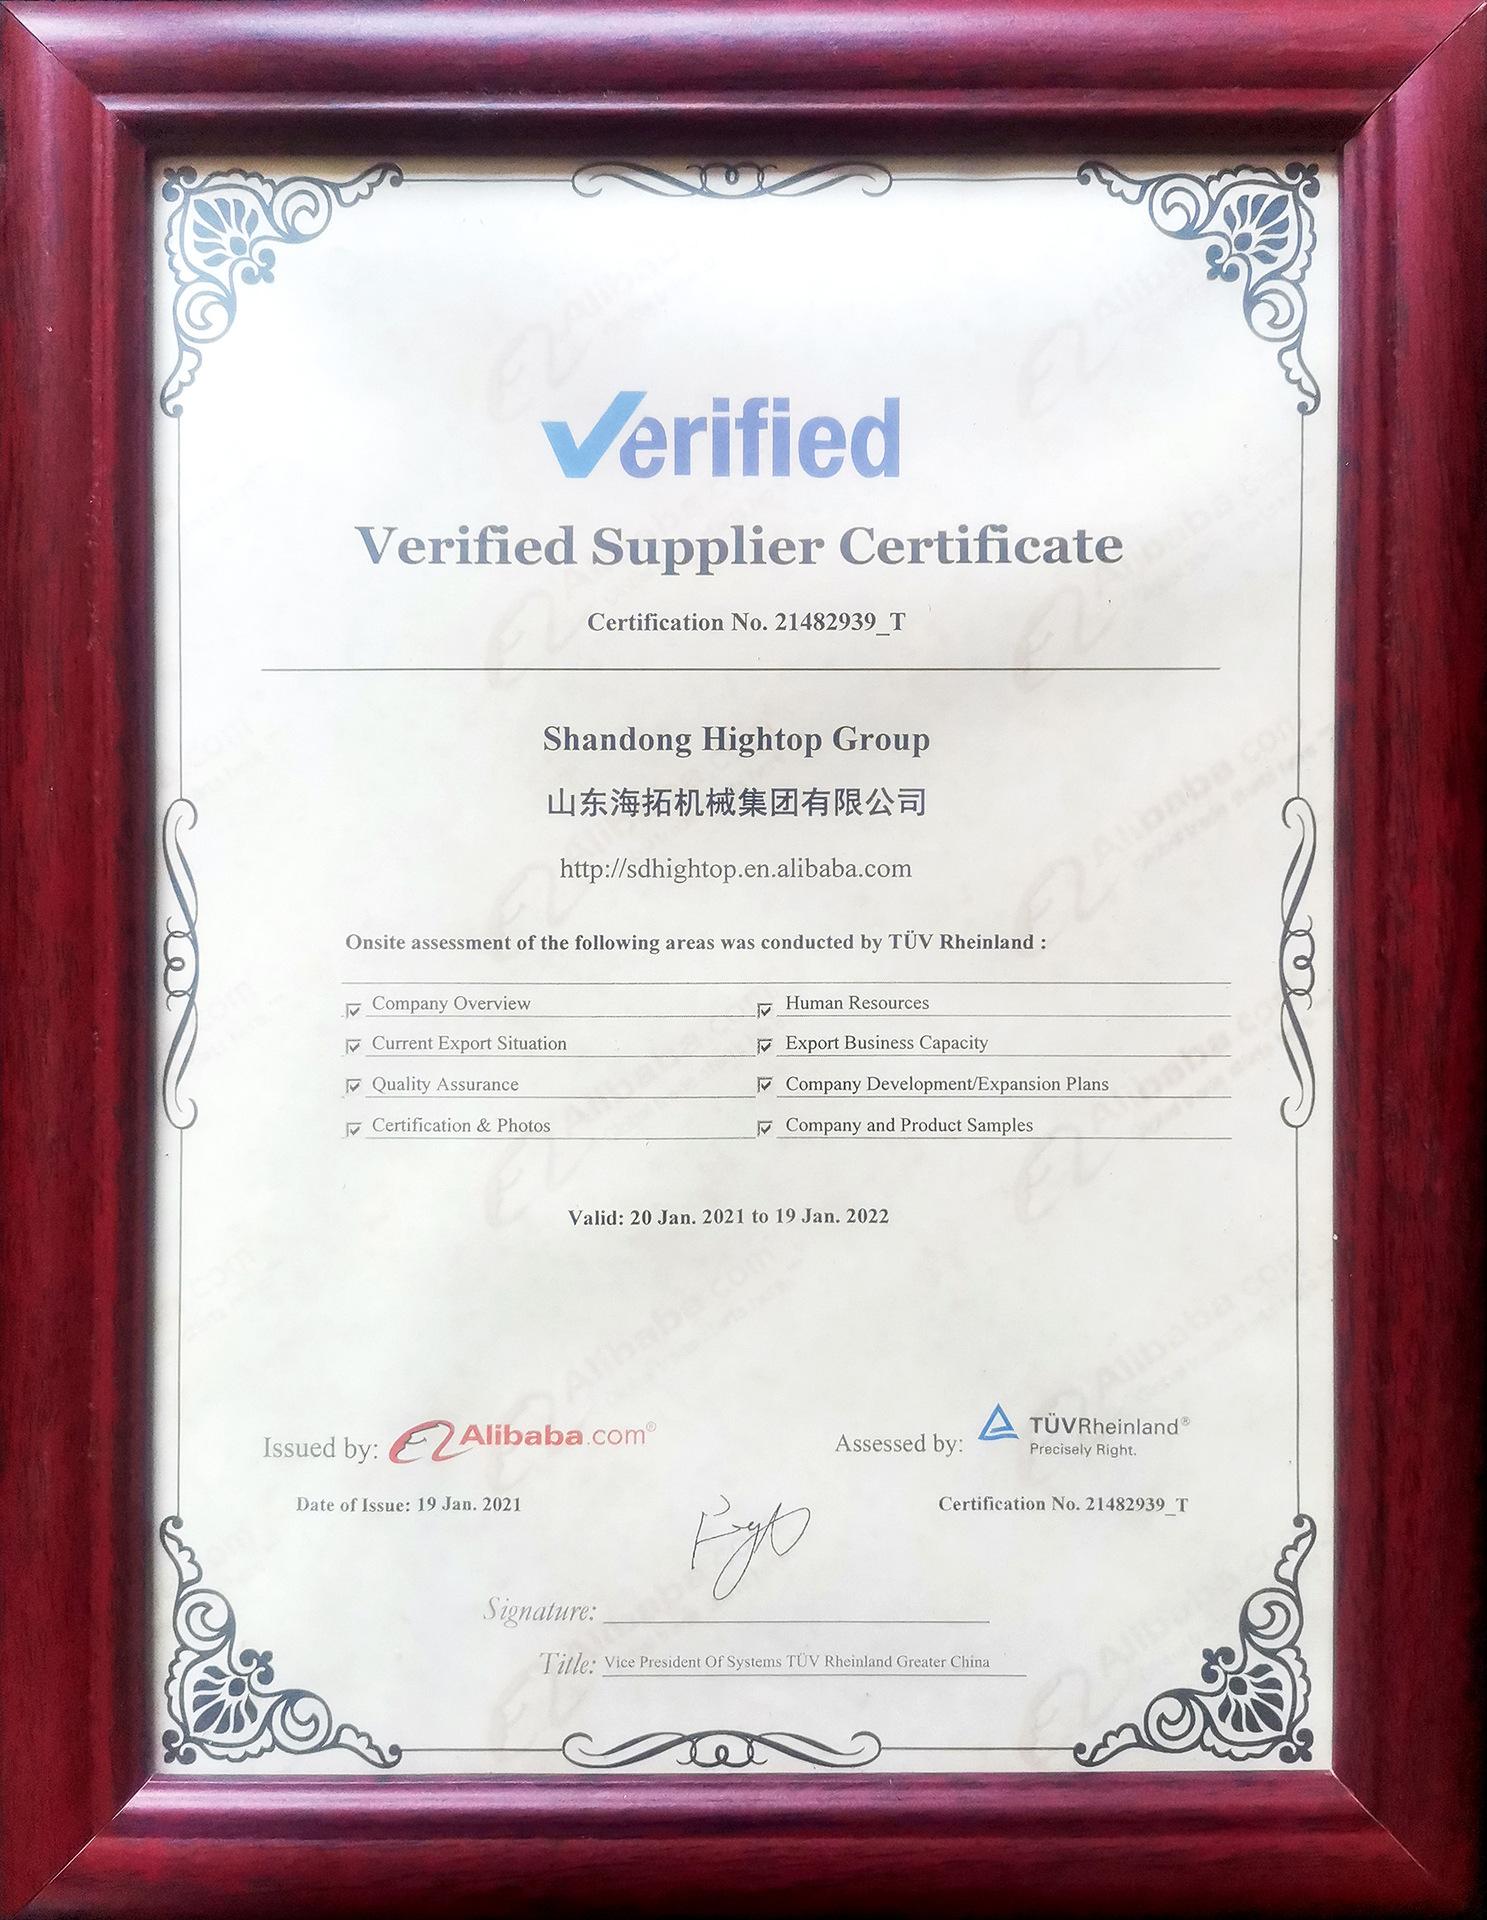 Verified
Verified Supplier Certificate
Certification No. 21482939_T
Shandong Hightop Group
山东海拓机械集团有限公司
http://sdhightop.en.alibaba.com
Onsite assessment of the following areas was conducted by TÜV Rheinland :
Company Overview Human Resources
Current Export Situation Export Business Capacity
Quality Assurance Company Development/Expansion Plans
Certification & Photos Company and Product Samples
Valid: 20 Jan. 2021 to 19 Jan. 2022
Issued by: Alibaba.com® Assessed by: TÜVRheinland®
Precisely Right.
Date of Issue: 19 Jan. 2021 Certification No. 21482939_T
Signature:
Title: Vice President Of Systems TÜV Rheinland Greater China